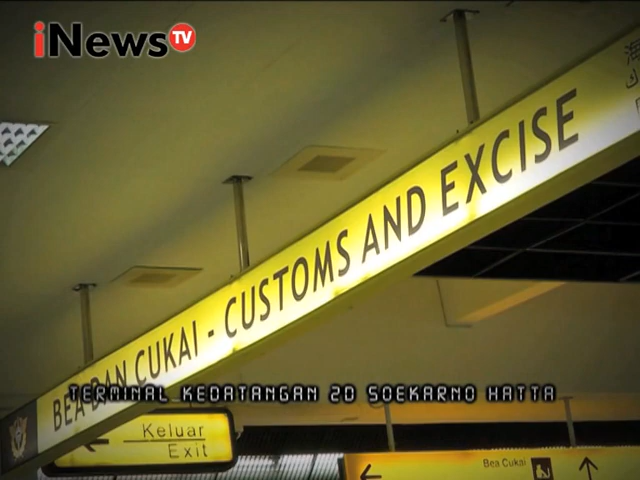 iNews TV
BEA DAN CUKAI - CUSTOMS AND EXCISE
TERMINAL KEDATANGAN 2D SOEKARNO HATTA
Keluar
Exit
Bea Cukai